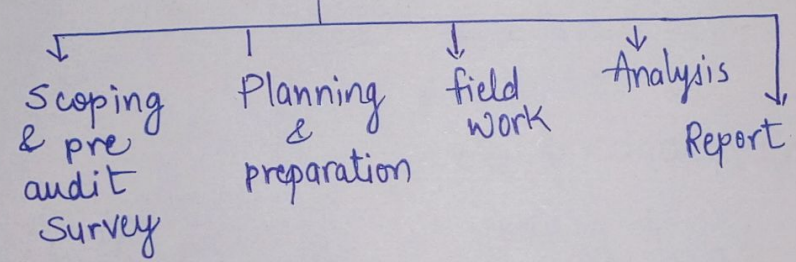 Scoping
& pre
audit
Survey
Planning
&
preparation
field
work
Analysis
Report